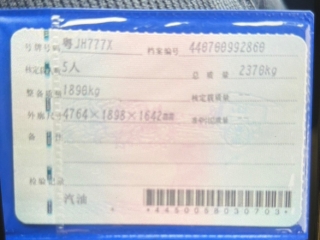 号牌号码 粤JH777X 档案编号 440700992860
核定载人数 5人 总质量 2370kg
整备质量 1890kg 核定载质量 --
外廓尺寸 4764×1898×1642mm 准牵引总质量 --
备注
检验记录
汽油
*4450058030703*